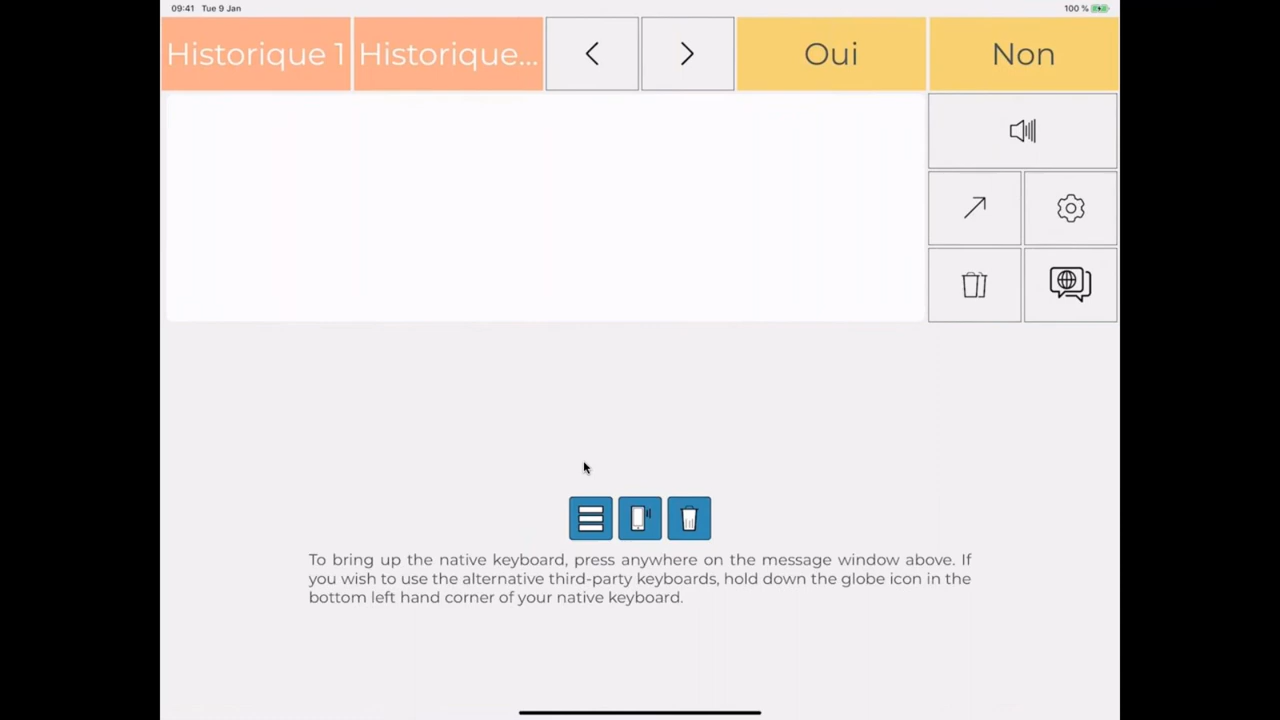 09:41 Tue 9 Jan 100 %
Historique 1 Historique... Oui Non
To bring up the native keyboard, press anywhere on the message window above. If
you wish to use the alternative third-party keyboards, hold down the globe icon in the
bottom left hand corner of your native keyboard.